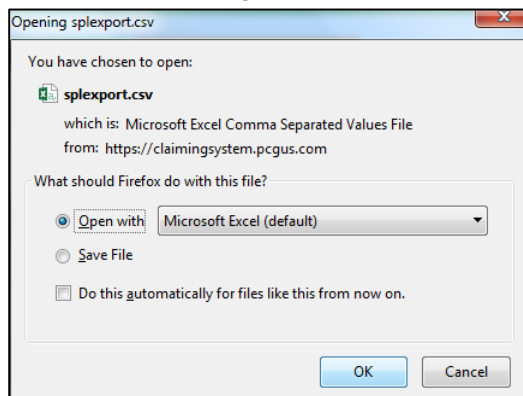 Opening splexport.csv
You have chosen to open:
splexport.csv
which is: Microsoft Excel Comma Separated Values File
from: https://claimingsystem.pcgus.com
What should Firefox do with this file?
Open with Microsoft Excel (default)
Save File
Do this automatically for files like this from now on.
OK Cancel